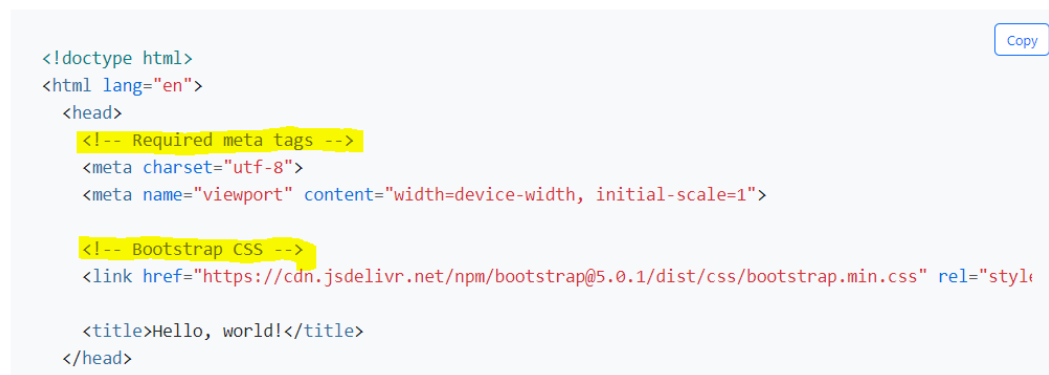 Copy
<!doctype html>
<html lang="en">
<head>
<!-- Required meta tags -->
<meta charset="utf-8">
<meta name="viewport" content="width=device-width, initial-scale=1">
<!-- Bootstrap CSS -->
<link href="https://cdn.jsdelivr.net/npm/bootstrap@5.0.1/dist/css/bootstrap.min.css" rel="style
<title>Hello, world!</title>
</head>